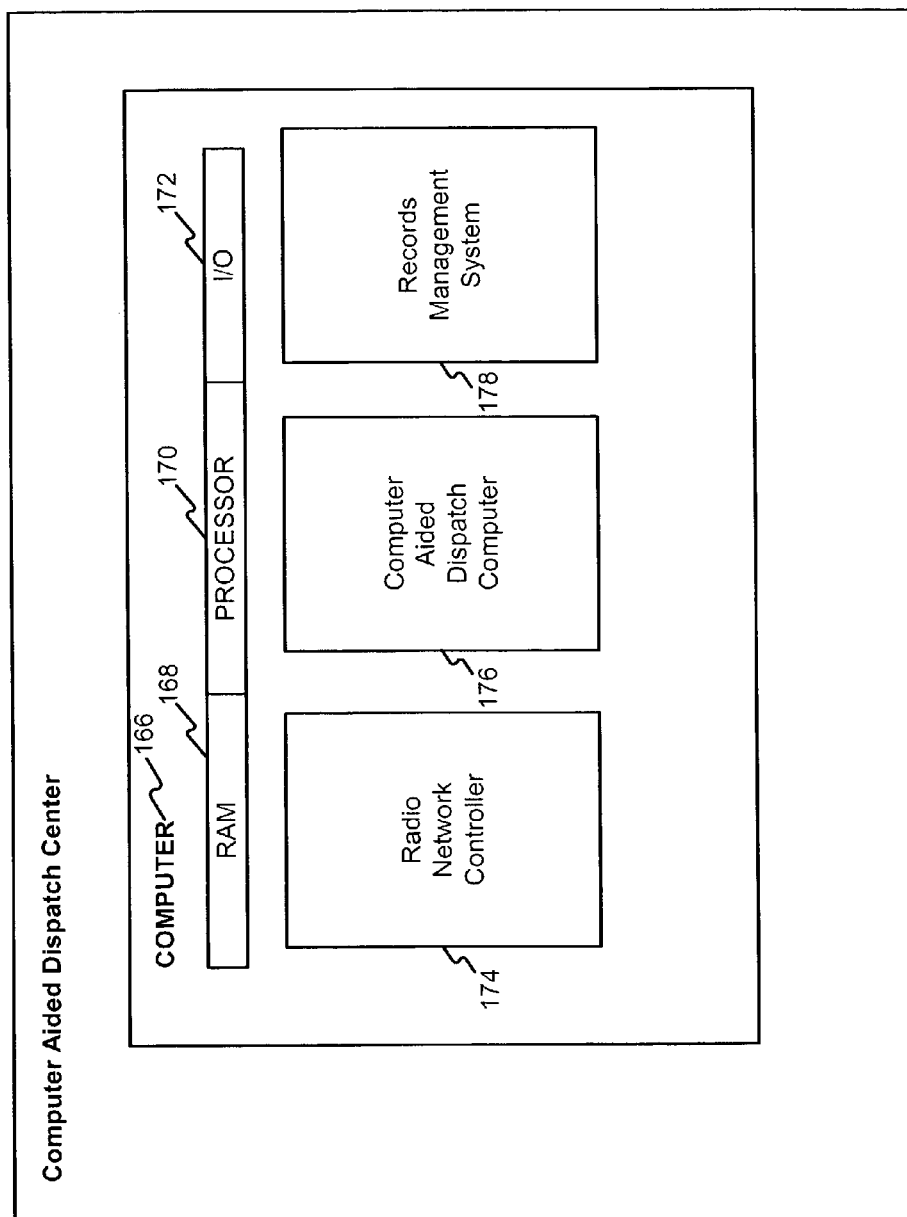 Computer Aided Dispatch Center
COMPUTER 166
168
170
172
RAM
PROCESSOR
I/O
Radio
Network
Controller
174
Computer
Aided
Dispatch
Computer
176
Records
Management
System
178